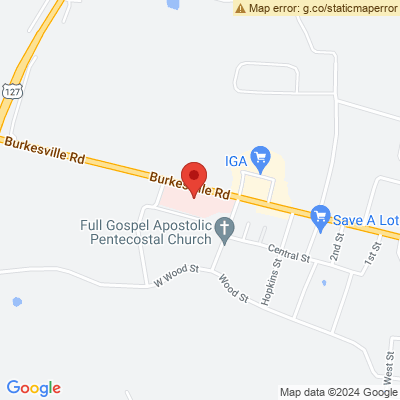 Map error: g.co/staticmaperror
127
Burkesville Rd
Burkesville Rd
IGA
Save A Lot
Full Gospel Apostolic
Pentecostal Church
Central St
2nd St
1st St
W Wood St
Wood St
Hopkins St
West St
Google
Map data ©2024 Google